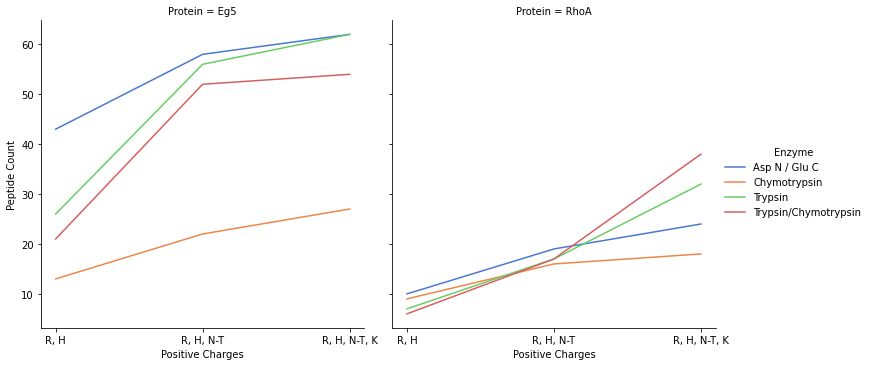 Protein = Eg5
Protein = RhoA
Peptide Count
60
50
40
30
20
10
R, H
R, H, N-T
R, H, N-T, K
Positive Charges
R, H
R, H, N-T
R, H, N-T, K
Positive Charges
Enzyme
Asp N / Glu C
Chymotrypsin
Trypsin
Trypsin/Chymotrypsin